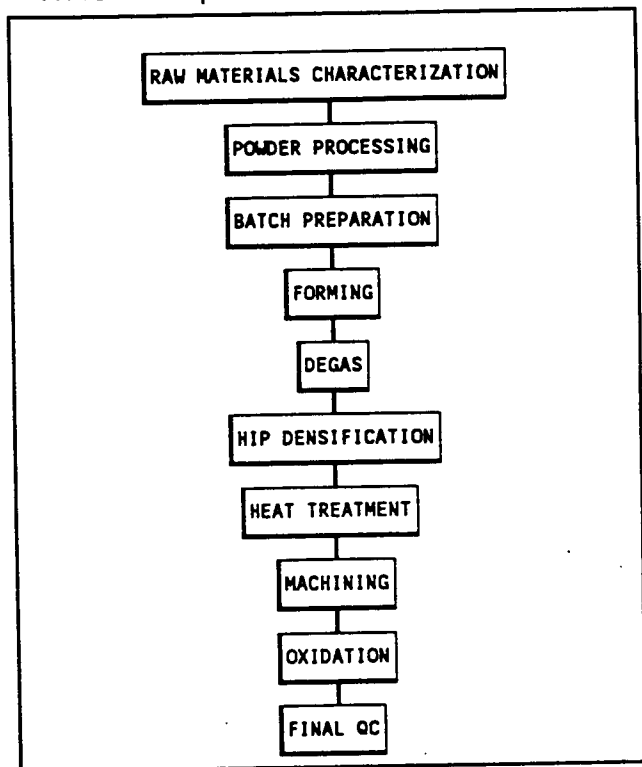 RAW MATERIALS CHARACTERIZATION
POWDER PROCESSING
BATCH PREPARATION
FORMING
DEGAS
HIP DENSIFICATION
HEAT TREATMENT
MACHINING
OXIDATION
FINAL QC